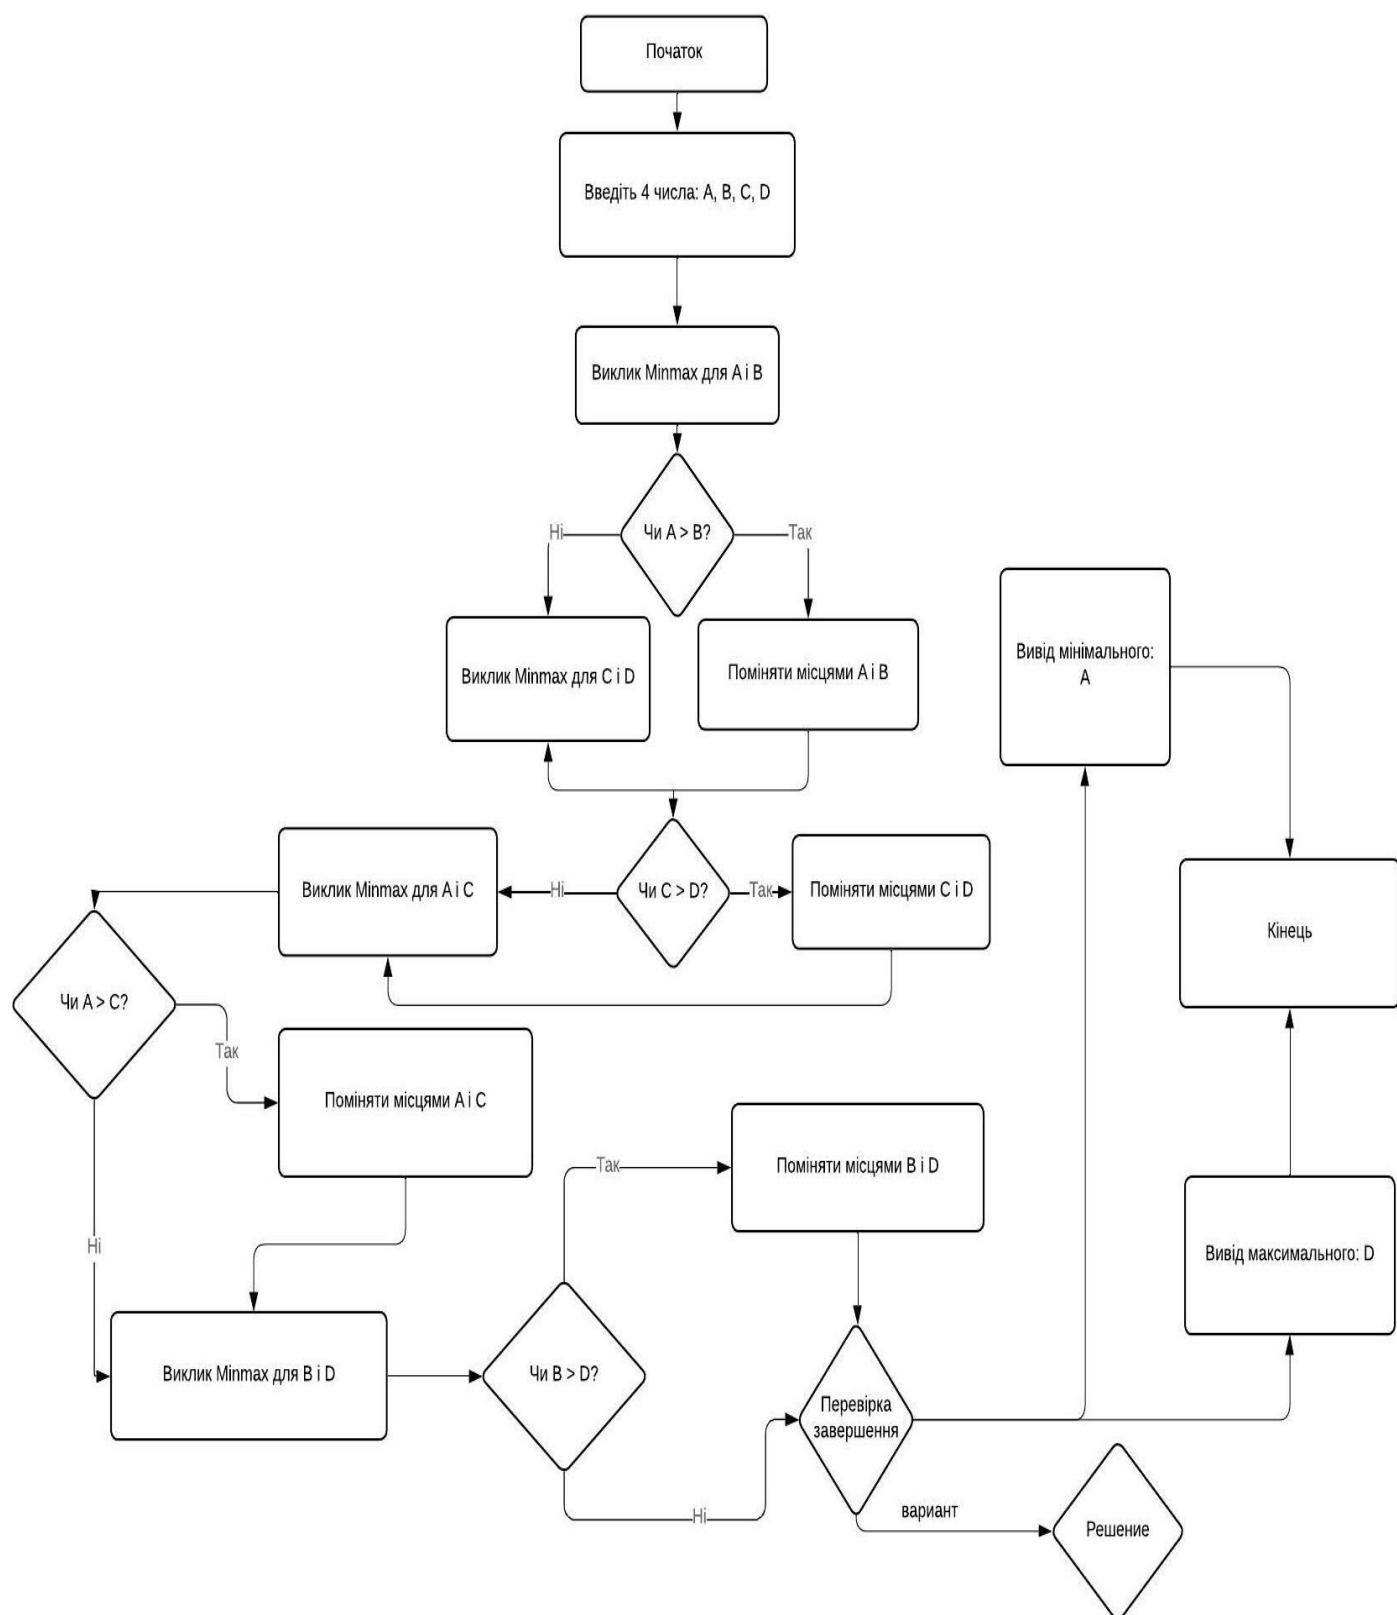 Початок
Введіть 4 числа: A, B, C, D
Виклик Minmax для A і B
Чи A > B?
Ні
Так
Виклик Minmax для C і D
Поміняти місцями A і B
Вивід мінімального:
A
Чи C > D?
Ні
Так
Виклик Minmax для A і C
Поміняти місцями C і D
Кінець
Чи A > C?
Так
Поміняти місцями A і C
Ні
Так
Поміняти місцями B і D
Вивід максимального: D
Виклик Minmax для B і D
Чи B > D?
Перевірка
завершення
Ні
вариант
Решение